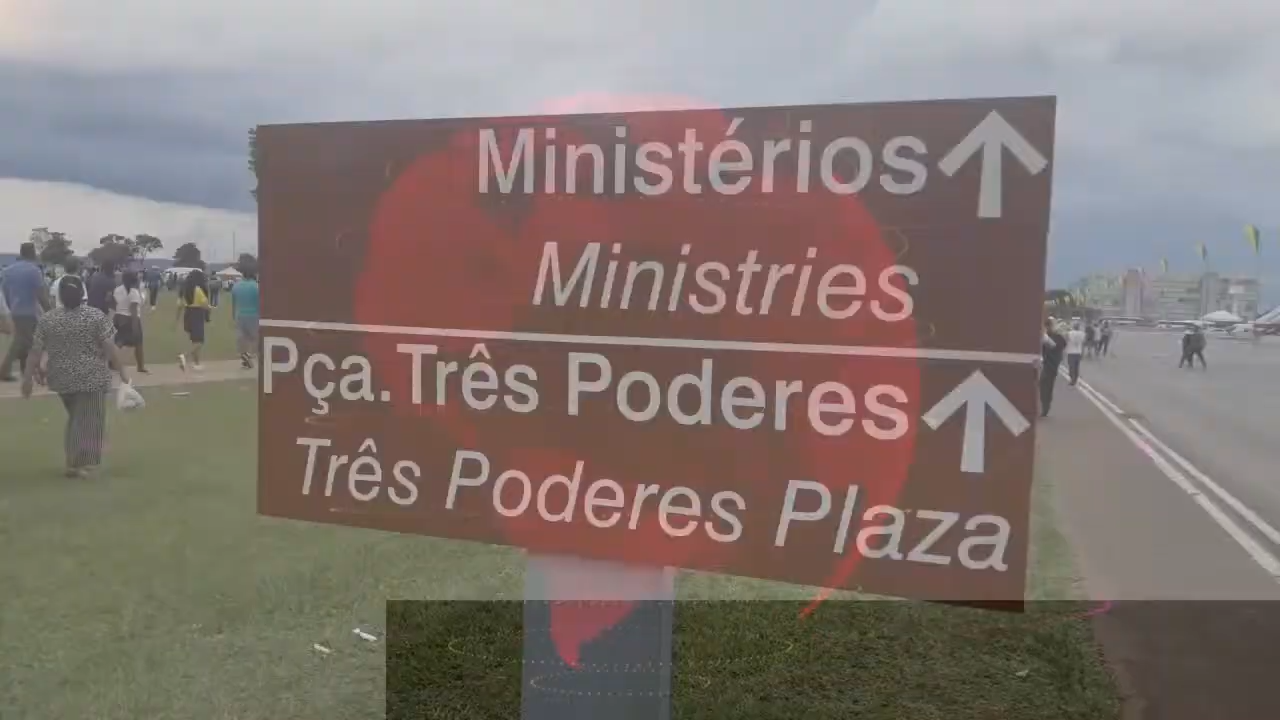 Ministérios
Ministries
Pça.Três Poderes
Três Poderes Plaza